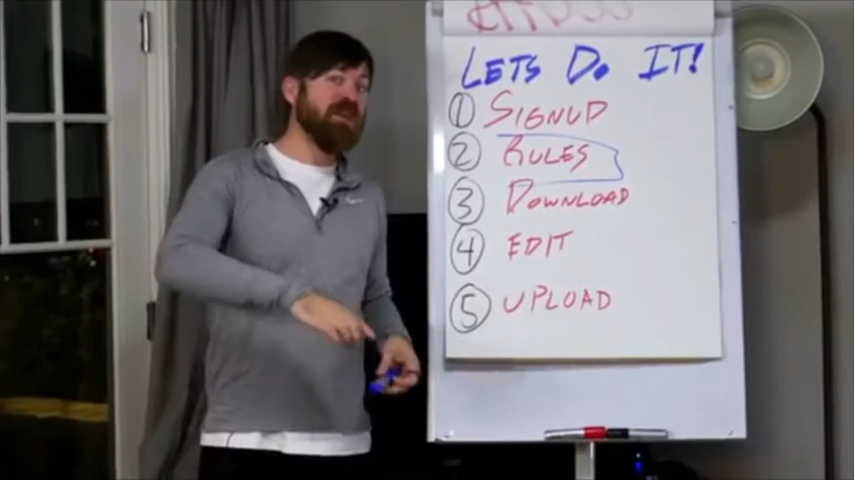 LETS DO IT!
1 SIGNUP
2 RULES
3 DOWNLOAD
4 EDIT
5 UPLOAD